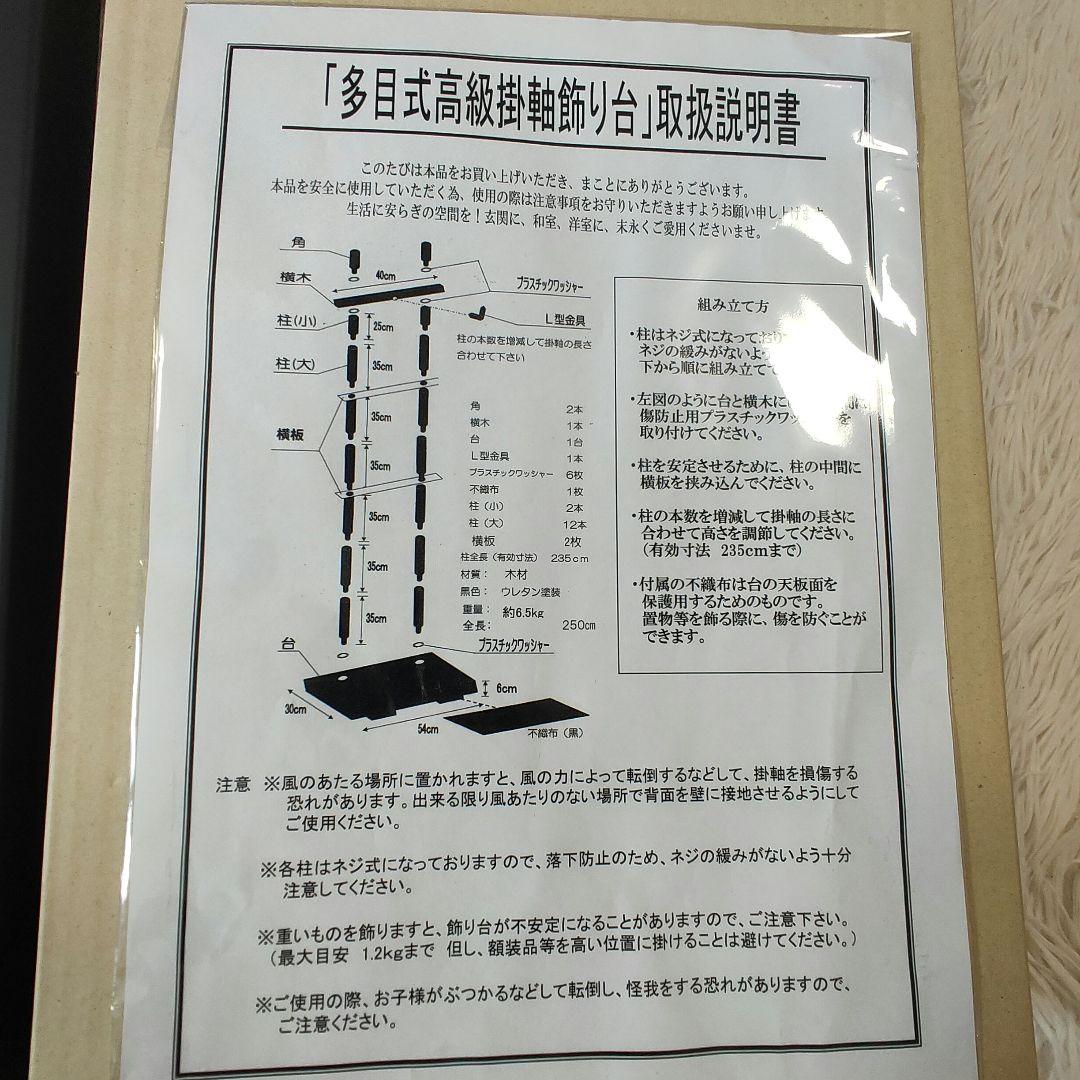 「多目式高級掛軸飾り台」取扱説明書
このたびは本品をお買い上げいただき、まことにありがとうございます。
本品を安全に使用していただく為、使用の際は注意事項をお守りいただきますようお願い申し上げます
生活に安らぎの空間を！玄関に、和室、洋室に、末永くご愛用くださいませ。
角
横木
柱(小)
柱(大)
横板
台
40cm
25cm
35cm
35cm
35cm
35cm
35cm
35cm
プラスチックワッシャー
L型金具
柱の本数を増減して掛軸の長さ
合わせて下さい
角 2本
横木 1本
台 1台
L型金具 1本
プラスチックワッシャー 6枚
不織布 1枚
柱（小） 2本
柱（大） 12本
横板 2枚
柱全長（有効寸法） 235cm
材質： 木材
黒色： ウレタン塗装
重量： 約6.5kg
全長： 250cm
プラスチックワッシャー
6cm
30cm
54cm
不織布（黒）
組み立て方
・柱はネジ式になっており
ネジの緩みがないよう
下から順に組み立てて
・左図のように台と横木に
傷防止用プラスチックワッ を
取り付けてください。
・柱を安定させるために、柱の中間に
横板を挟み込んでください。
・柱の本数を増減して掛軸の長さに
合わせて高さを調節してください。
（有効寸法 235cmまで）
・付属の不織布は台の天板面を
保護用するためのものです。
置物等を飾る際に、傷を防ぐことが
できます。
注意 ※風のあたる場所に置かれますと、風の力によって転倒するなどして、掛軸を損傷する
恐れがあります。出来る限り風あたりのない場所で背面を壁に接地させるようにして
ご使用ください。
※各柱はネジ式になっておりますので、落下防止のため、ネジの緩みがないよう十分
注意してください。
※重いものを飾りますと、飾り台が不安定になることがありますので、ご注意下さい。
（最大目安 1.2kgまで 但し、額装品等を高い位置に掛けることは避けてください。）
※ご使用の際、お子様がぶつかるなどして転倒し、怪我をする恐れがありますので、
ご注意ください。